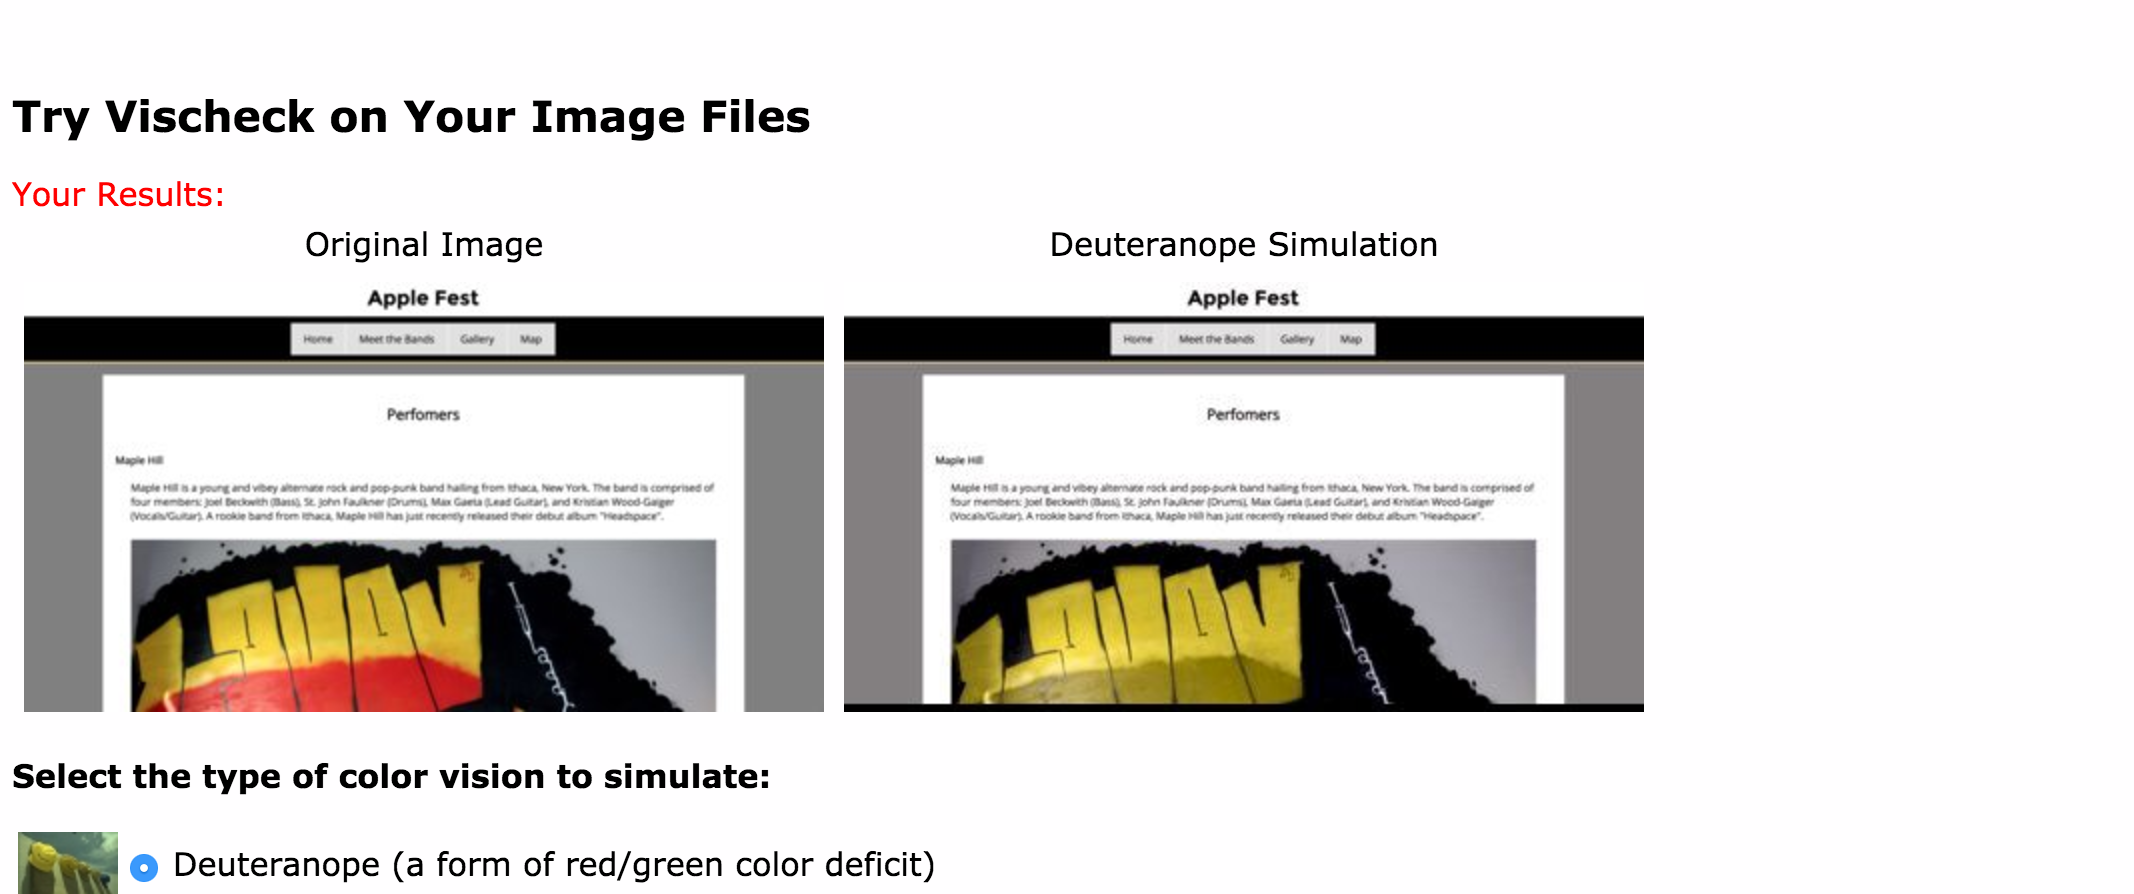 Try Vischeck on Your Image Files
Your Results:
Original Image
Deuteranope Simulation
Apple Fest
Home Meet the Bands Gallery Map
Perfomers
Maple Hill
Maple Hill is a young and vibey alternate rock and pop-punk band hailing from Ithaca, New York. The band is comprised of
four members: Joel Beckwith (Bass), St. John Faulkner (Drums), Max Gaeta (Lead Guitar), and Kristian Wood-Gaiger
(Vocals/Guitar). A rookie band from Ithaca, Maple Hill has just recently released their debut album "Headspace".
Apple Fest
Home Meet the Bands Gallery Map
Perfomers
Maple Hill
Maple Hill is a young and vibey alternate rock and pop-punk band hailing from Ithaca, New York. The band is comprised of
four members: Joel Beckwith (Bass), St. John Faulkner (Drums), Max Gaeta (Lead Guitar), and Kristian Wood-Gaiger
(Vocals/Guitar). A rookie band from Ithaca, Maple Hill has just recently released their debut album "Headspace".
Select the type of color vision to simulate:
Deuteranope (a form of red/green color deficit)